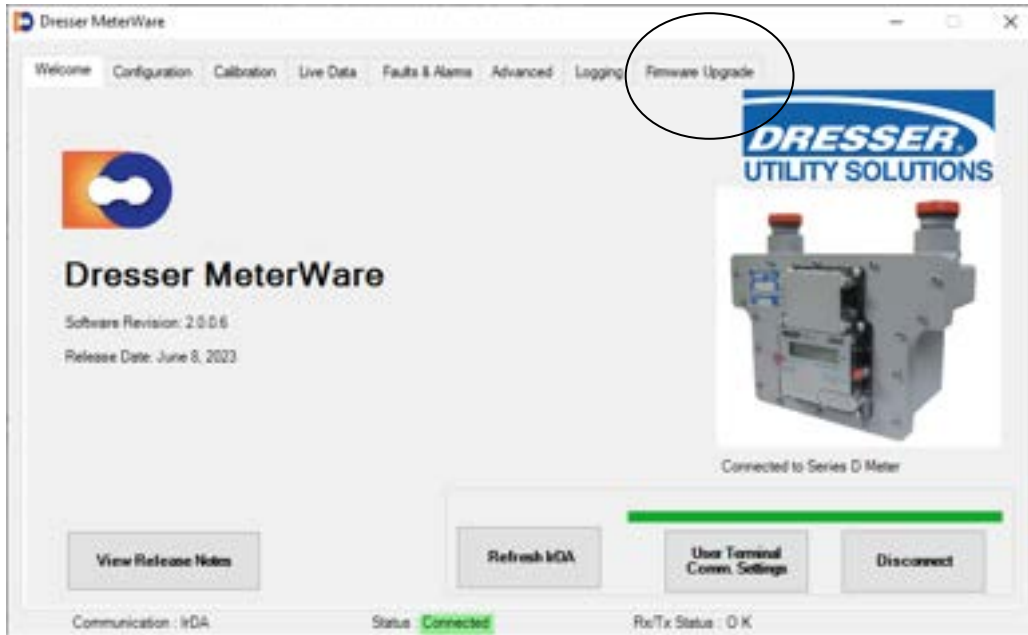 Dresser MeterWare
Welcome Configuration Calibration Live Data Faults & Alarms Advanced Logging Firmware Upgrade
DRESSER.
UTILITY SOLUTIONS
Dresser MeterWare
Software Revision: 2.0.0.6
Release Date: June 8, 2023
Connected to Series D Meter
View Release Notes
Refresh IrDA
User Terminal
Comm. Settings
Disconnect
Communication : IrDA Status : Connected Rx/Tx Status : O K